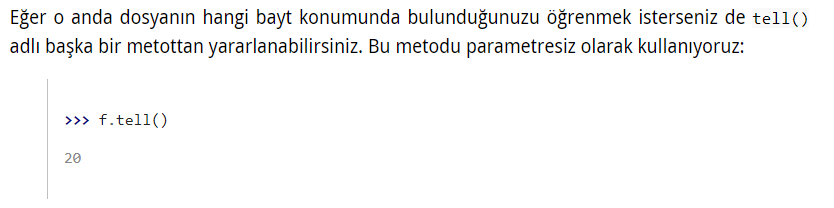 Eğer o anda dosyanın hangi bayt konumunda bulunduğunuzu öğrenmek isterseniz de tell()
adlı başka bir metottan yararlanabilirsiniz. Bu metodu parametresiz olarak kullanıyoruz:
>>> f.tell()
20